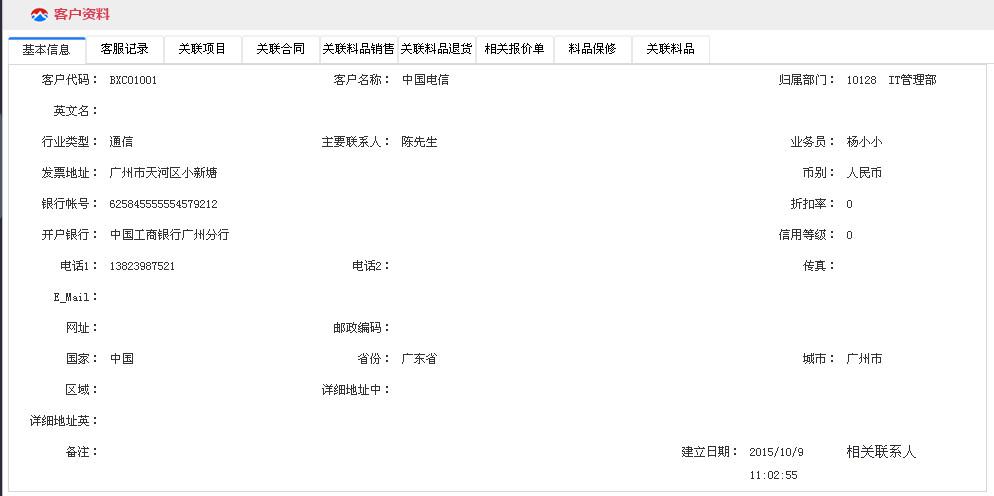 客户资料
基本信息 客服记录 关联项目 关联合同 关联料品销售 关联料品退货 相关报价单 料品保修 关联料品
客户代码： BXC01001 客户名称： 中国电信 归属部门： 10128 IT管理部
英文名：
行业类型： 通信 主要联系人： 陈先生 业务员： 杨小小
发票地址： 广州市天河区小新塘 币别： 人民币
银行帐号： 625845555554579212 折扣率： 0
开户银行： 中国工商银行广州分行 信用等级： 0
电话1： 13823987521 电话2： 传真：
E_Mail：
网址： 邮政编码：
国家： 中国 省份： 广东省 城市： 广州市
区域： 详细地址中：
详细地址英：
备注： 建立日期： 2015/10/9 相关联系人
11:02:55